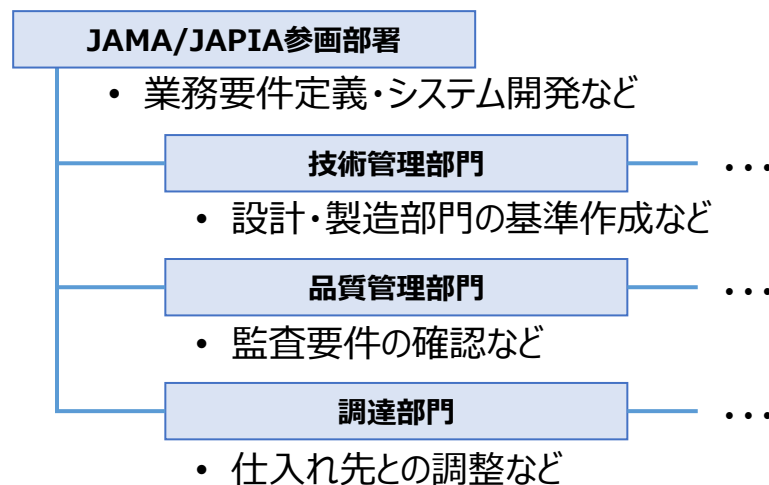 JAMA/JAPIA参画部署
• 業務要件定義・システム開発など
技術管理部門 ・・・
• 設計・製造部門の基準作成など
品質管理部門 ・・・
• 監査要件の確認など
調達部門 ・・・
• 仕入れ先との調整など